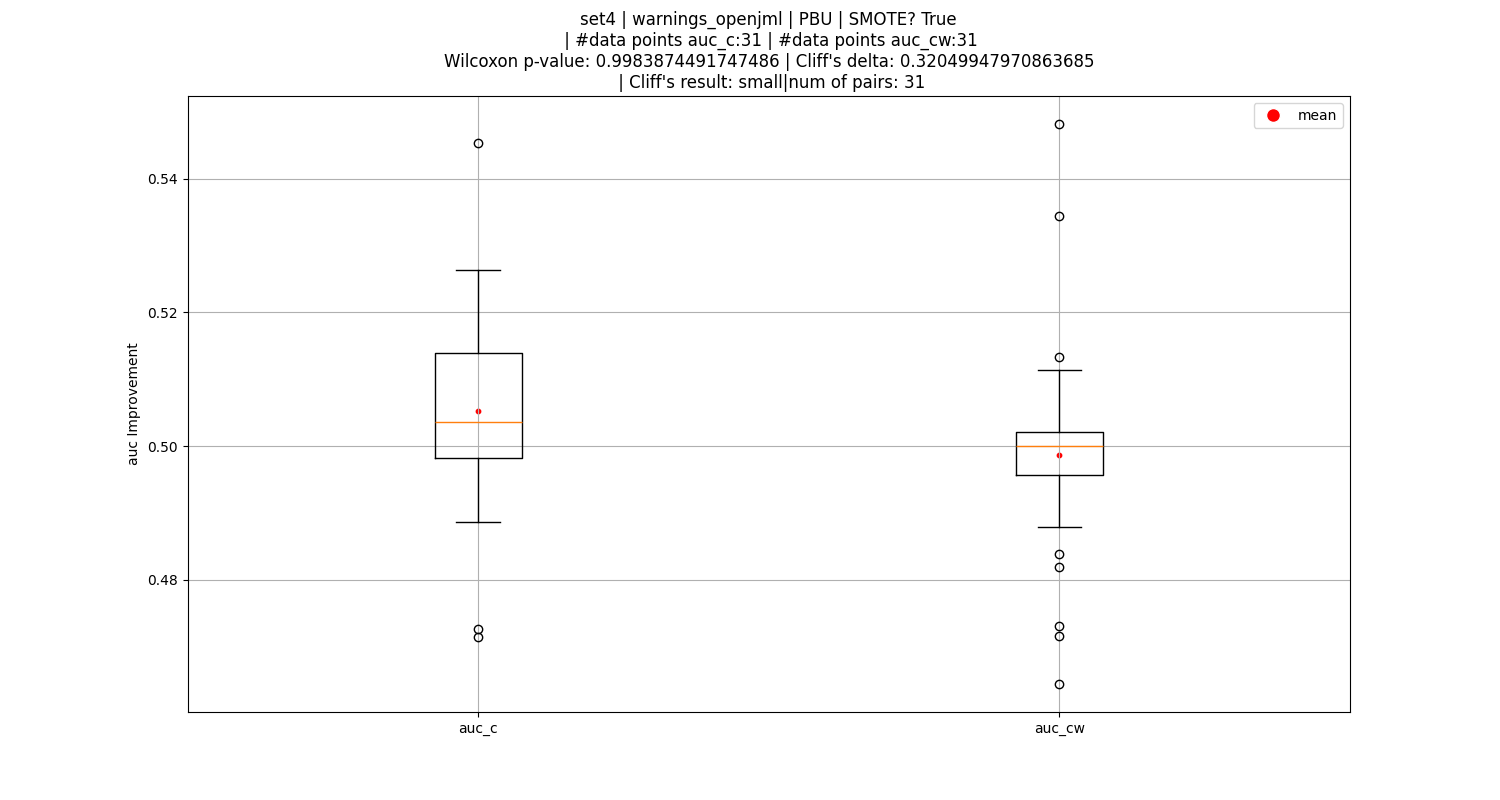 set4 | warnings_openjml | PBU | SMOTE? True
| #data points auc_c:31 | #data points auc_cw:31
Wilcoxon p-value: 0.9983874491747486 | Cliff's delta: 0.32049947970863685
| Cliff's result: small|num of pairs: 31
mean
0.54
0.52
0.50
0.48
auc Improvement
auc_c
auc_cw